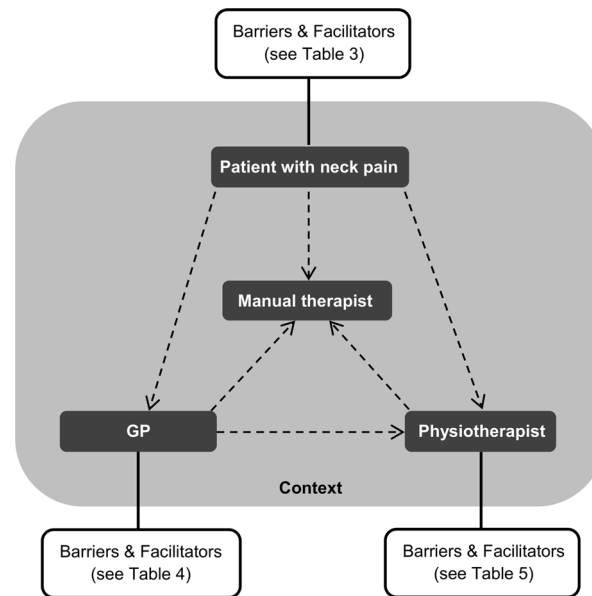 Barriers & Facilitators
(see Table 3)
Patient with neck pain
Manual therapist
GP
Physiotherapist
Context
Barriers & Facilitators
(see Table 4)
Barriers & Facilitators
(see Table 5)